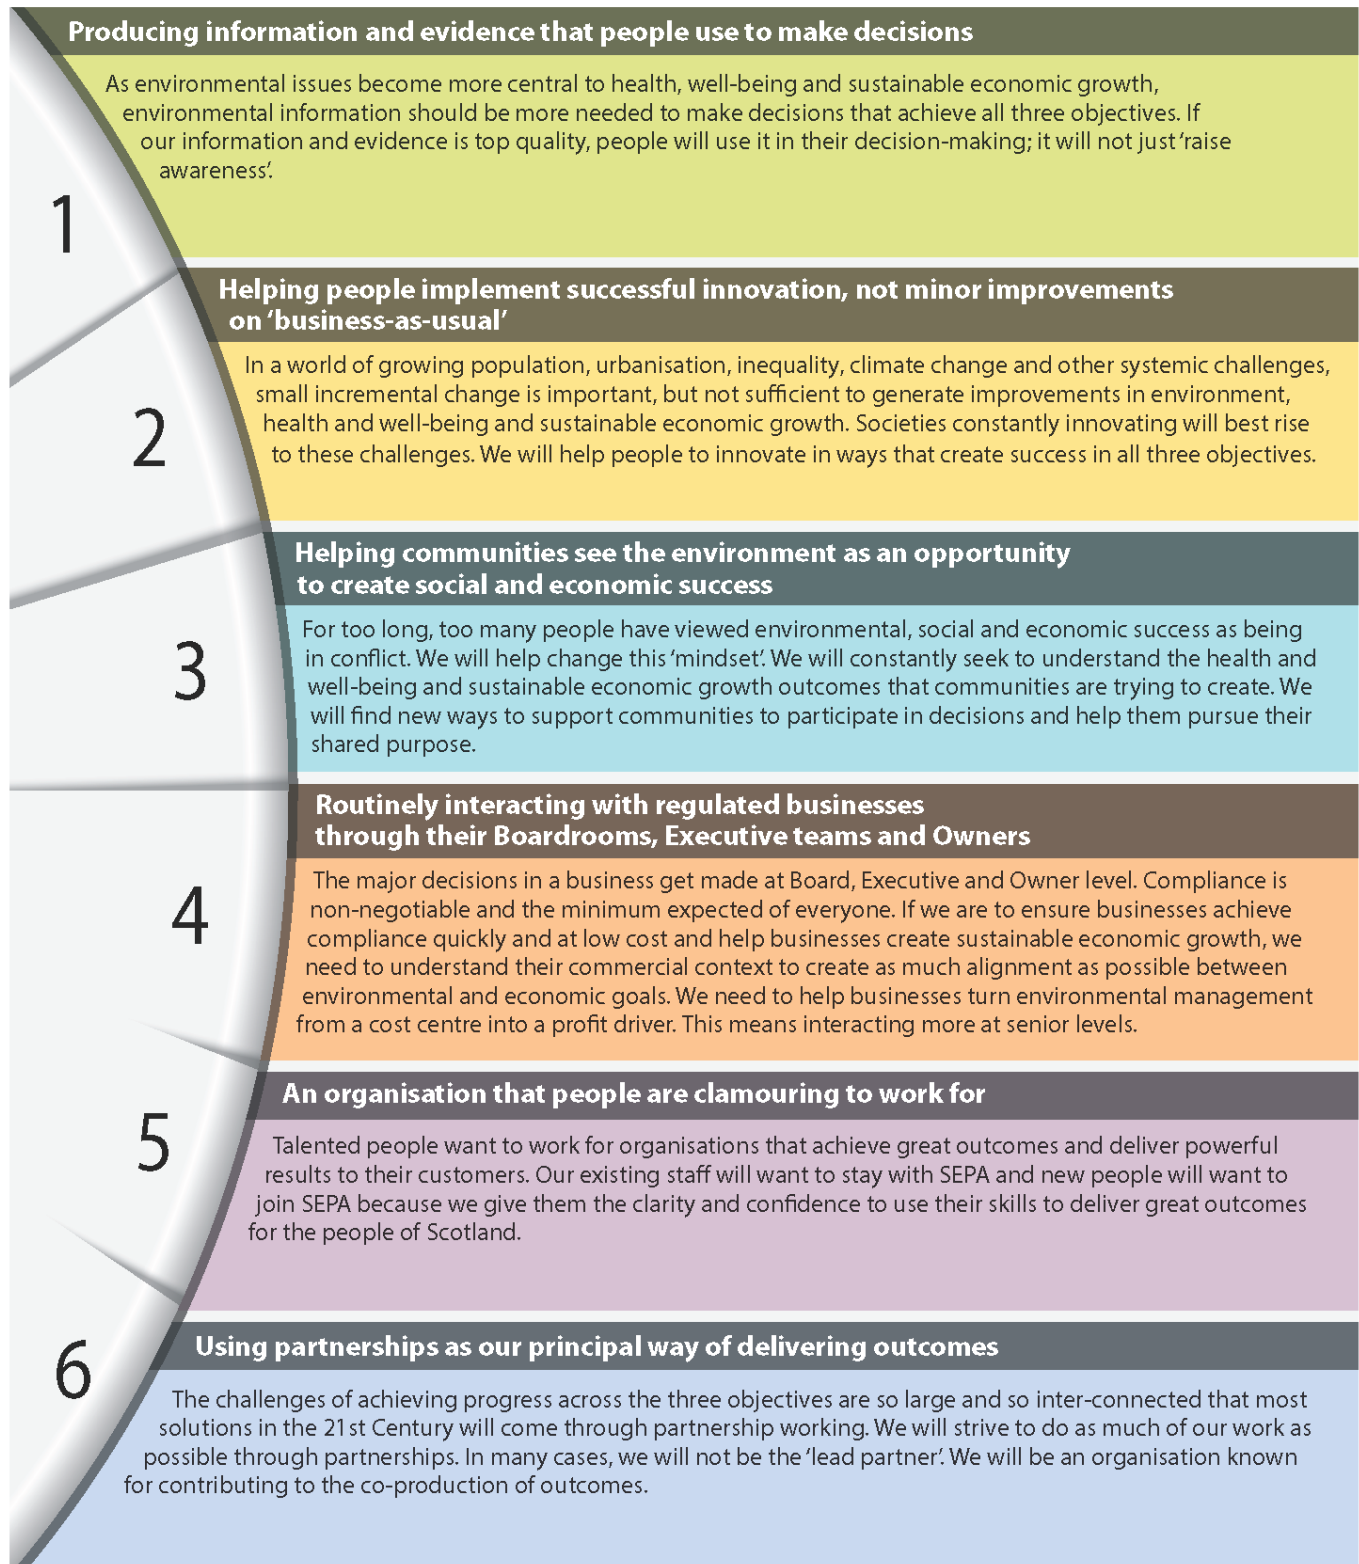 Producing information and evidence that people use to make decisions
As environmental issues become more central to health, well-being and sustainable economic growth,
environmental information should be more needed to make decisions that achieve all three objectives. If
our information and evidence is top quality, people will use it in their decision-making; it will not just ‘raise
awareness’.
1
Helping people implement successful innovation, not minor improvements
on ‘business-as-usual’
In a world of growing population, urbanisation, inequality, climate change and other systemic challenges,
small incremental change is important, but not sufficient to generate improvements in environment,
health and well-being and sustainable economic growth. Societies constantly innovating will best rise
to these challenges. We will help people to innovate in ways that create success in all three objectives.
2
Helping communities see the environment as an opportunity
to create social and economic success
For too long, too many people have viewed environmental, social and economic success as being
in conflict. We will help change this ‘mindset’. We will constantly seek to understand the health and
well-being and sustainable economic growth outcomes that communities are trying to create. We
will find new ways to support communities to participate in decisions and help them pursue their
shared purpose.
3
Routinely interacting with regulated businesses
through their Boardrooms, Executive teams and Owners
The major decisions in a business get made at Board, Executive and Owner level. Compliance is
non-negotiable and the minimum expected of everyone. If we are to ensure businesses achieve
compliance quickly and at low cost and help businesses create sustainable economic growth, we
need to understand their commercial context to create as much alignment as possible between
environmental and economic goals. We need to help businesses turn environmental management
from a cost centre into a profit driver. This means interacting more at senior levels.
4
An organisation that people are clamouring to work for
Talented people want to work for organisations that achieve great outcomes and deliver powerful
results to their customers. Our existing staff will want to stay with SEPA and new people will want to
join SEPA because we give them the clarity and confidence to use their skills to deliver great outcomes
for the people of Scotland.
5
Using partnerships as our principal way of delivering outcomes
The challenges of achieving progress across the three objectives are so large and so inter-connected that most
solutions in the 21st Century will come through partnership working. We will strive to do as much of our work as
possible through partnerships. In many cases, we will not be the ‘lead partner’. We will be an organisation known
for contributing to the co-production of outcomes.
6